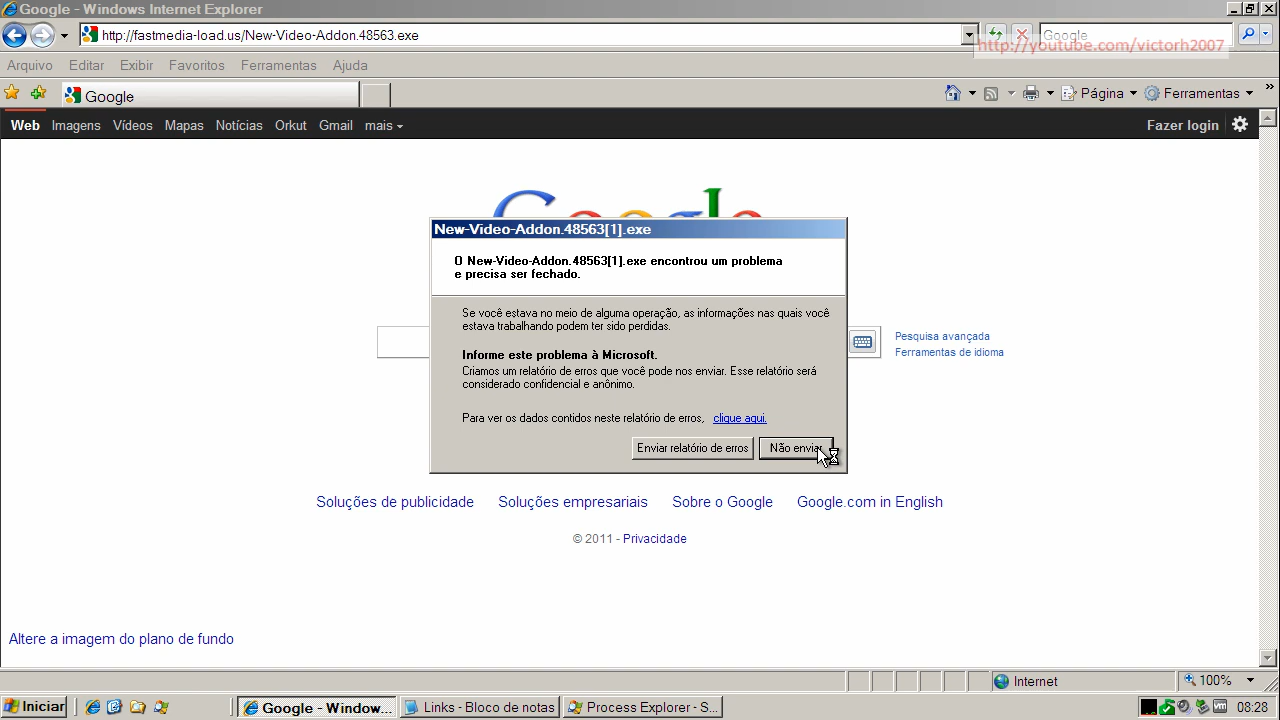 Google - Windows Internet Explorer
http://fastmedia-load.us/New-Video-Addon.48563.exe
Google
http://youtube.com/victorh2007
Arquivo Editar Exibir Favoritos Ferramentas Ajuda
Google
Página Ferramentas »
Web Imagens Vídeos Mapas Notícias Orkut Gmail mais
Fazer login
Google
New-Video-Addon.48563[1].exe
O New-Video-Addon.48563[1].exe encontrou um problema
e precisa ser fechado.
Se você estava no meio de alguma operação, as informações nas quais você
estava trabalhando podem ter sido perdidas.
Informe este problema à Microsoft.
Criamos um relatório de erros que você pode nos enviar. Esse relatório será
considerado confidencial e anônimo.
Para ver os dados contidos neste relatório de erros, clique aqui.
Enviar relatório de erros Não enviar
Pesquisa avançada
Ferramentas de idioma
Soluções de publicidade Soluções empresariais Sobre o Google Google.com in English
© 2011 - Privacidade
Altere a imagem do plano de fundo
Internet
100%
Iniciar
Google - Window...
Links - Bloco de notas
Process Explorer - S...
08:28